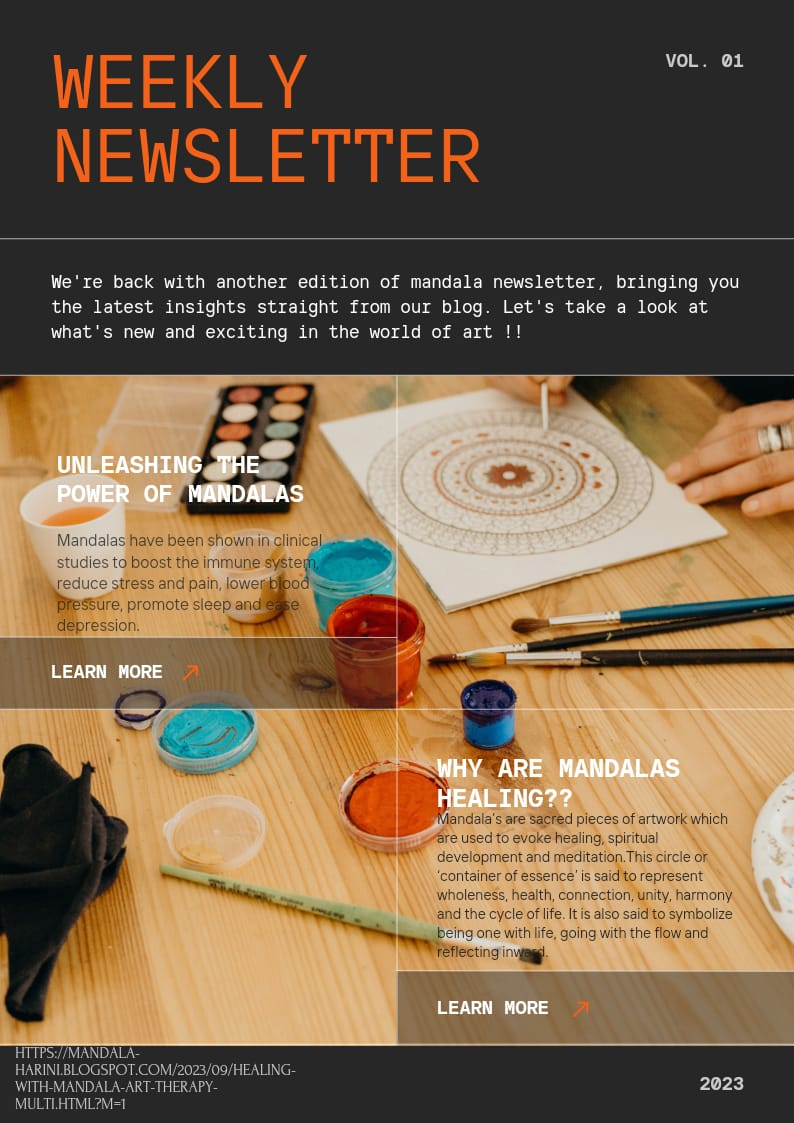 WEEKLY
NEWSLETTER
VOL. 01
We're back with another edition of mandala newsletter, bringing you
the latest insights straight from our blog. Let's take a look at
what's new and exciting in the world of art !!
UNLEASHING THE
POWER OF MANDALAS
Mandalas have been shown in clinical
studies to boost the immune system,
reduce stress and pain, lower blood
pressure, promote sleep and ease
depression.
LEARN MORE
WHY ARE MANDALAS
HEALING??
Mandala's are sacred pieces of artwork which
are used to evoke healing, spiritual
development and meditation.This circle or
‘container of essence’ is said to represent
wholeness, health, connection, unity, harmony
and the cycle of life. It is also said to symbolize
being one with life, going with the flow and
reflecting inward.
LEARN MORE
HTTPS://MANDALA-
HARINI.BLOGSPOT.COM/2023/09/HEALING-
WITH-MANDALA-ART-THERAPY-
MULTI.HTML?M=1
2023